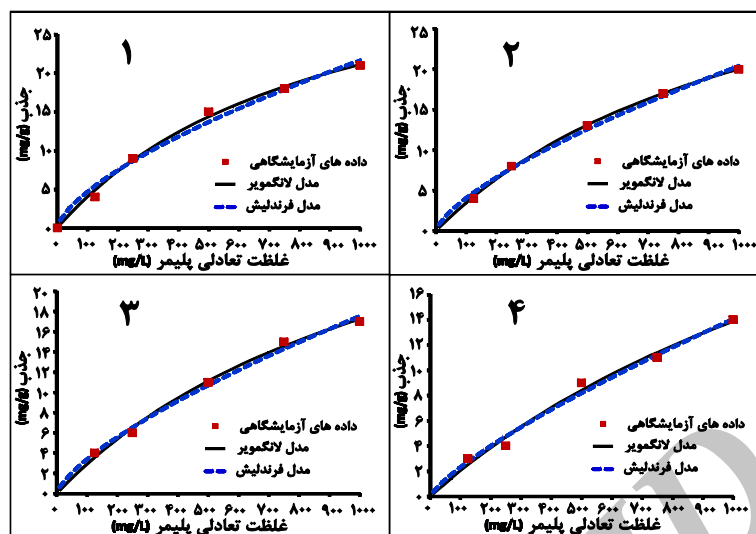 ۱
۲۵
۲۰
۱۵
۱۰
۵
۰
جذب (mg/g)
داده های آزمایشگاهی
مدل لانگمویر
مدل فرندلیش
۰ ۱۰۰ ۲۰۰ ۳۰۰ ۴۰۰ ۵۰۰ ۶۰۰ ۷۰۰ ۸۰۰ ۹۰۰ ۱۰۰۰
غلظت تعادلی پلیمر (mg/L)
۲
۲۵
۲۰
۱۵
۱۰
۵
۰
جذب (mg/g)
داده های آزمایشگاهی
مدل لانگمویر
مدل فرندلیش
۰ ۱۰۰ ۲۰۰ ۳۰۰ ۴۰۰ ۵۰۰ ۶۰۰ ۷۰۰ ۸۰۰ ۹۰۰ ۱۰۰۰
غلظت تعادلی پلیمر (mg/L)
۳
۲۰
۱۸
۱۶
۱۴
۱۲
۱۰
۸
۶
۴
۲
۰
جذب (mg/g)
داده های آزمایشگاهی
مدل لانگمویر
مدل فرندلیش
۰ ۱۰۰ ۲۰۰ ۳۰۰ ۴۰۰ ۵۰۰ ۶۰۰ ۷۰۰ ۸۰۰ ۹۰۰ ۱۰۰۰
غلظت تعادلی پلیمر (mg/L)
۴
۱۶
۱۴
۱۲
۱۰
۸
۶
۴
۲
۰
جذب (mg/g)
داده های آزمایشگاهی
مدل لانگمویر
مدل فرندلیش
۰ ۱۰۰ ۲۰۰ ۳۰۰ ۴۰۰ ۵۰۰ ۶۰۰ ۷۰۰ ۸۰۰ ۹۰۰ ۱۰۰۰
غلظت تعادلی پلیمر (mg/L)